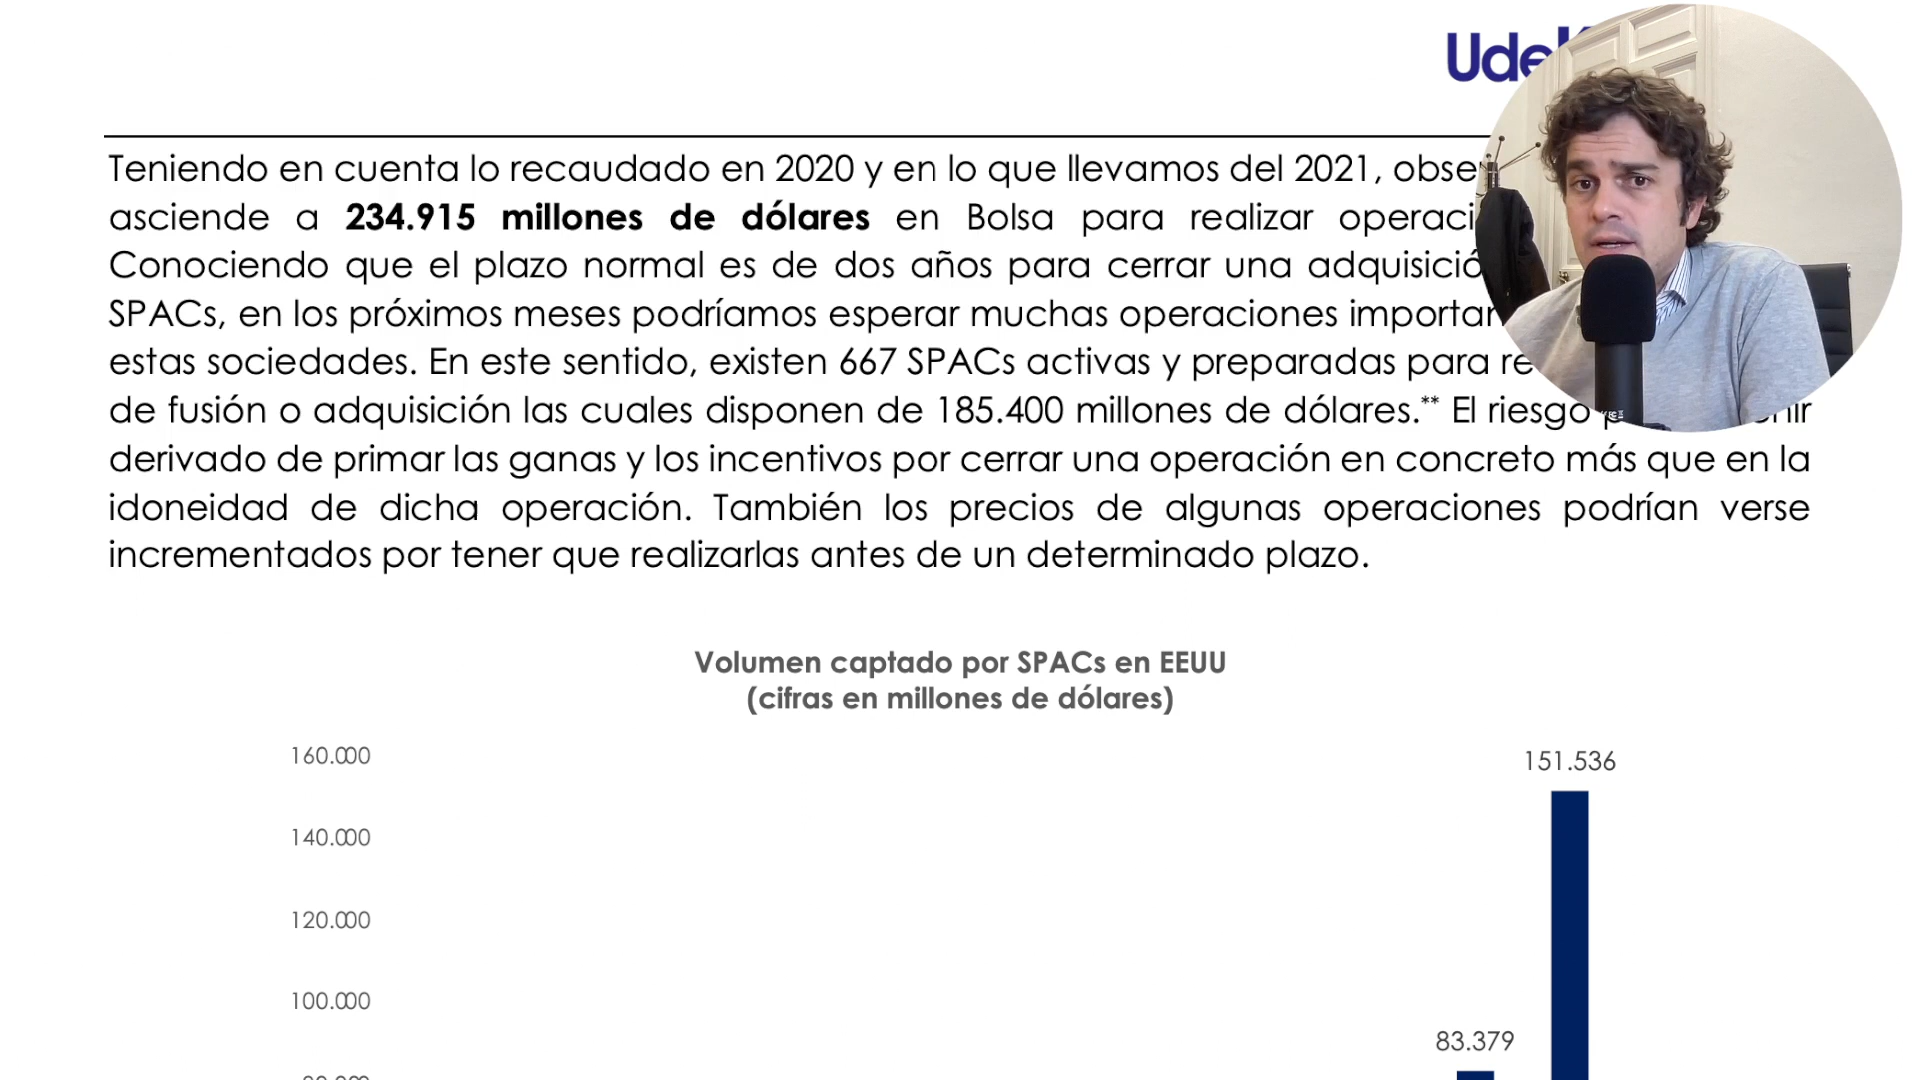 Teniendo en cuenta lo recaudado en 2020 y en lo que llevamos del 2021,
asciende a 234.915 millones de dólares en Bolsa para realizar
Conociendo que el plazo normal es de dos años para cerrar una
SPACs, en los próximos meses podríamos esperar muchas operaciones
estas sociedades. En este sentido, existen 667 SPACs activas y preparadas para
de fusión o adquisición las cuales disponen de 185.400 millones de dólares.** El riesgo
derivado de primar las ganas y los incentivos por cerrar una operación en concreto más que en la
idoneidad de dicha operación. También los precios de algunas operaciones podrían verse
incrementados por tener que realizarlas antes de un determinado plazo.
Volumen captado por SPACs en EEUU
(cifras en millones de dólares)
160.000
151.536
140.000
120.000
100.000
83.379